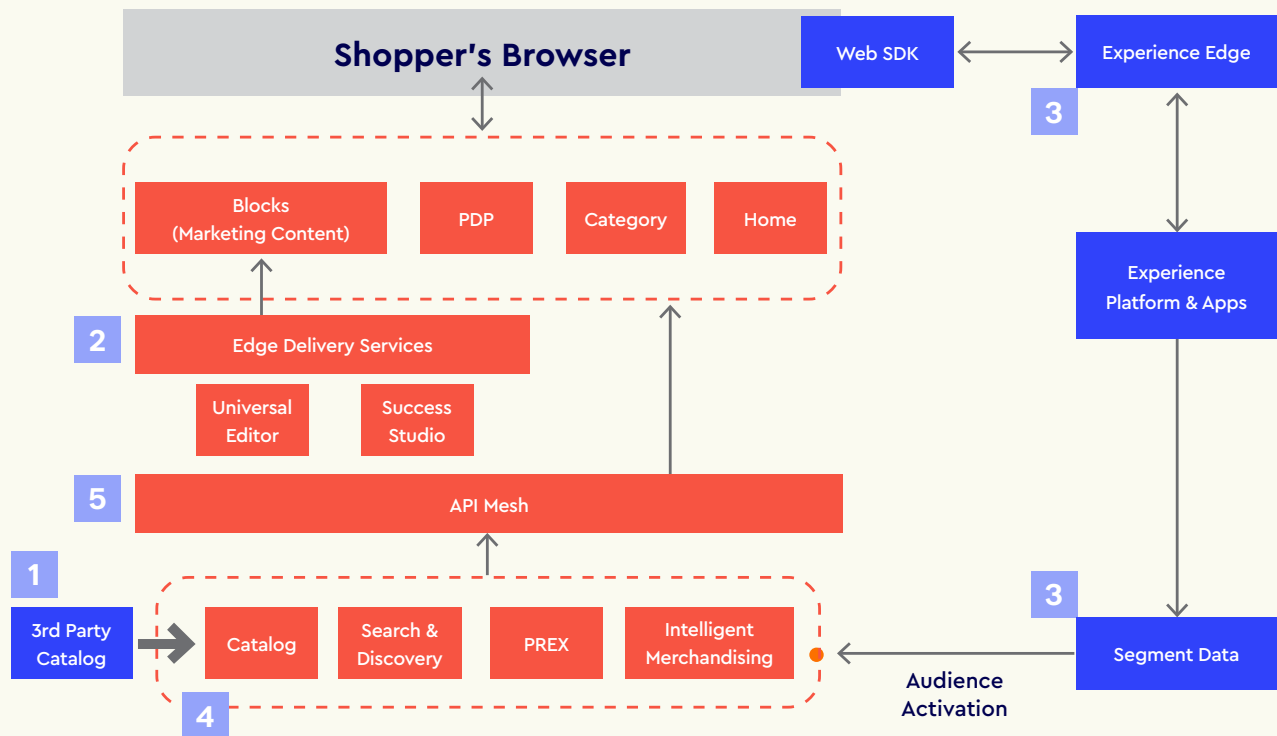 Shopper's Browser
Web SDK
Experience Edge
3
Blocks
(Marketing Content)
PDP
Category
Home
Experience
Platform & Apps
2
Edge Delivery Services
Universal
Editor
Success
Studio
5
API Mesh
1
3rd Party
Catalog
Catalog
Search &
Discovery
PREX
Intelligent
Merchandising
4
3
Segment Data
Audience
Activation